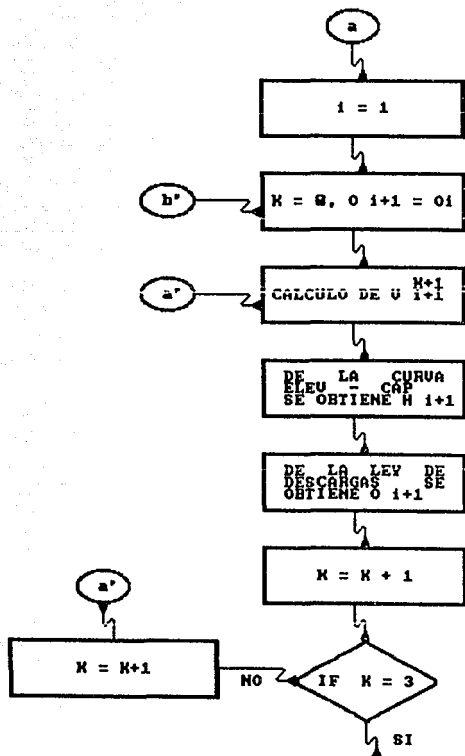 a
i = 1
b'
K = 0, O i+1 = Oi
a'
K+1
CALCULO DE V i+1
DE LA CURVA
ELEV - CAP
SE OBTIENE H i+1
DE LA LEY DE
DESCARGAS SE
OBTIENE O i+1
K = K + 1
a'
K = K+1
NO
IF K = 3
SI